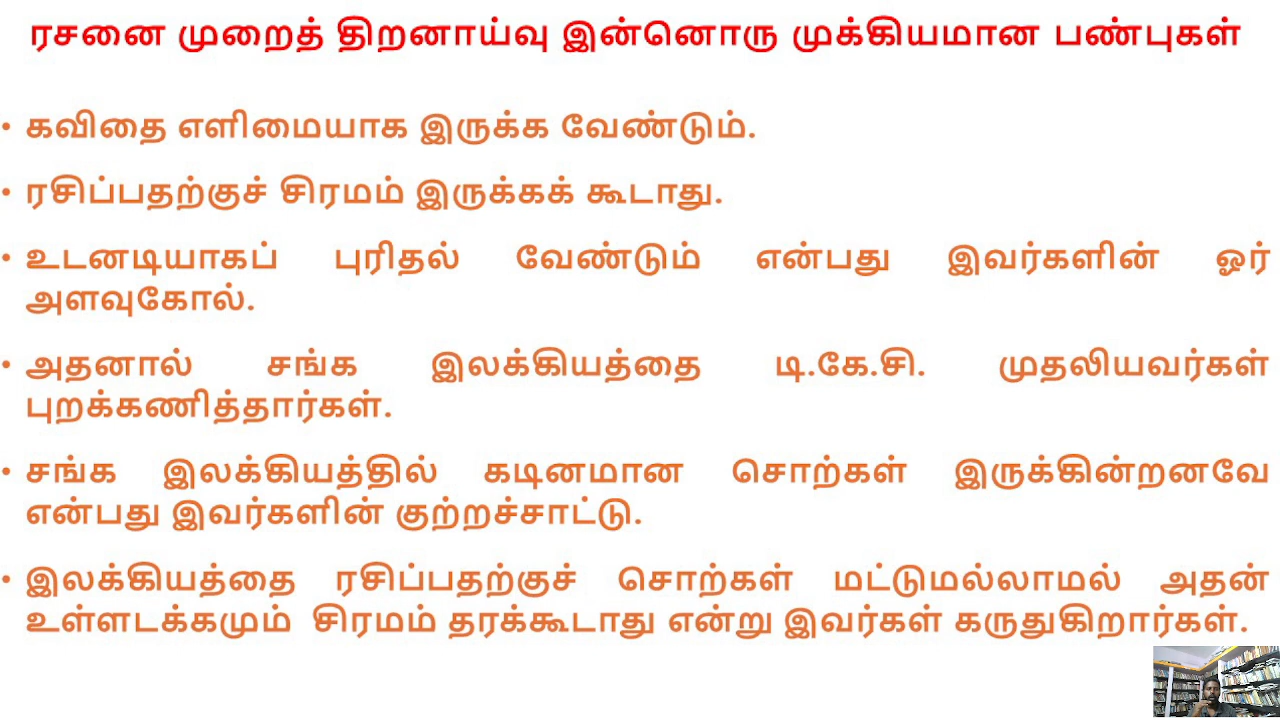 ரசனை முறைத் திறனாய்வு இன்னொரு முக்கியமான பண்புகள்
• கவிதை எளிமையாக இருக்க வேண்டும்.
• ரசிப்பதற்குச் சிரமம் இருக்கக் கூடாது.
• உடனடியாகப் புரிதல் வேண்டும் என்பது இவர்களின் ஓர்
அளவுகோல்.
• அதனால் சங்க இலக்கியத்தை டி.கே.சி. முதலியவர்கள்
புறக்கணித்தார்கள்.
• சங்க இலக்கியத்தில் கடினமான சொற்கள் இருக்கின்றனவே
என்பது இவர்களின் குற்றச்சாட்டு.
• இலக்கியத்தை ரசிப்பதற்குச் சொற்கள் மட்டுமல்லாமல் அதன்
உள்ளடக்கமும் சிரமம் தரக்கூடாது என்று இவர்கள் கருதுகிறார்கள்.